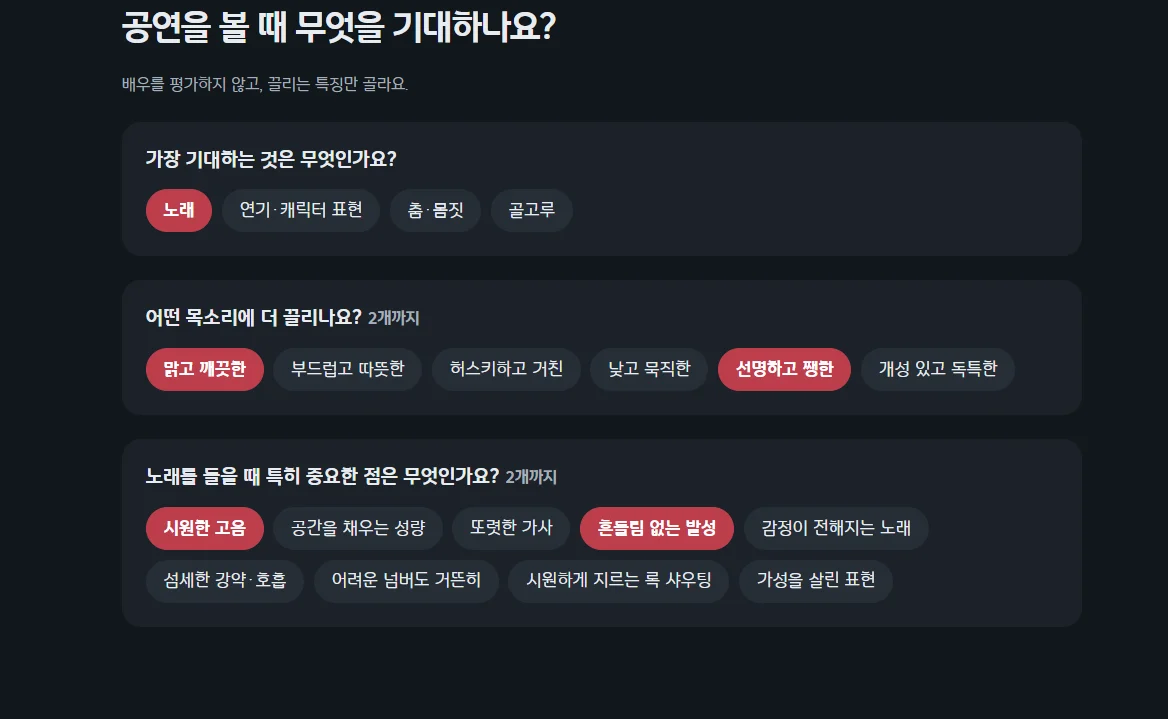 공연을 볼 때 무엇을 기대하나요?
배우를 평가하지 않고, 끌리는 특징만 골라요.
가장 기대하는 것은 무엇인가요?
노래 연기·캐릭터 표현 춤·몸짓 골고루
어떤 목소리에 더 끌리나요? 2개까지
맑고 깨끗한 부드럽고 따뜻한 허스키하고 거친 낮고 묵직한 선명하고 쨍한 개성 있고 독특한
노래를 들을 때 특히 중요한 점은 무엇인가요? 2개까지
시원한 고음 공간을 채우는 성량 또렷한 가사 흔들림 없는 발성 감정이 전해지는 노래
섬세한 강약·호흡 어려운 넘버도 거뜬히 시원하게 지르는 록 샤우팅 가성을 살린 표현